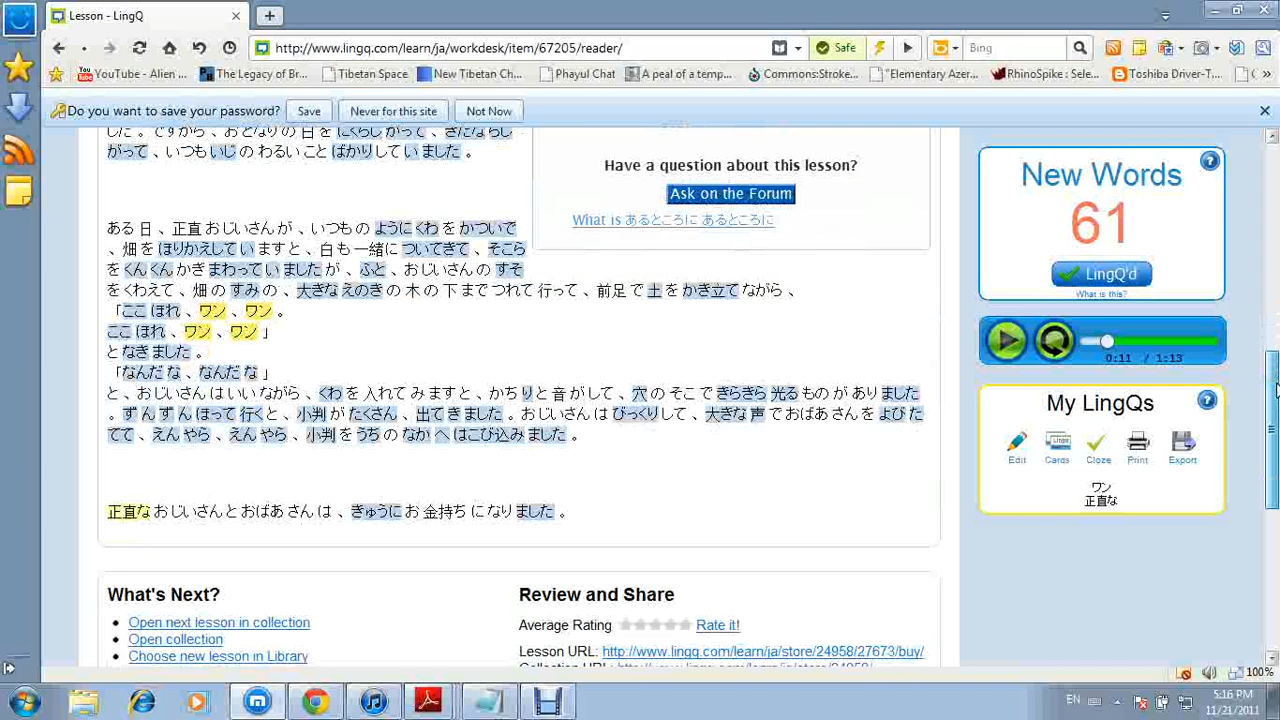 Lesson - LingQ
http://www.lingq.com/learn/ja/workdesk/item/67205/reader/
Safe
Bing
YouTube - Alien ...
The Legacy of Br...
Tibetan Space
New Tibetan C...
Phayul Chat
A peal of a temp...
Commons:Stroke...
"Elementary Azer...
RhinoSpike : Sele...
Toshiba Driver-T...
Do you want to save your password?
Save
Never for this site
Not Now
した 。ですから 、おとなりの 白を にくらし がって 、きたならし
がって 、いつも いじ の わるい こと ばかり して い ました 。
ある 日 、正直 おじいさん が 、いつもの ように くわ を かついで
、畑 を ほりかえして い ますと 、白 も 一緒 に ついてきて 、そこら
を くん くん かぎ まわって い ましたが 、ふと 、おじいさん の すそ
を くわえて 、畑 の すみ の 、大きな えのき の 下 まで つれて 行って 、前足 で 土 を かき立て ながら 、
「ここ ほれ 、ワン 、ワン 。
ここ ほれ 、ワン 、ワン 」
と なき ました 。
「なんだ な 、なんだ な 」
と 、おじいさん は いい ながら 、くわ を 入れて み ますと 、かち り と 音 が して 、穴 の そこ で きらきら 光る もの が あり ました
。ず ん ず ん ほって 行く と 、小判 が たくさん 、出て き ました 。おじいさん は びっくり して 、大きな 声 で おばあさん を よび た
てて 、えん やら 、えん やら 、小判 を うち の なか へ はこび 込み ました 。
正直な おじいさん と おばあさん は 、きゅうに お 金持ち に なり ました 。
Have a question about this lesson?
Ask on the Forum
What is あるところに あるところに
New Words
61
LingQ'd
What is this?
0:11 / 1:13
My LingQs
Edit Cards Cloze Print Export
ワン
正直な
What's Next?
Open next lesson in collection
Open collection
Choose new lesson in Library
Review and Share
Average Rating Rate it!
Lesson URL: http://www.lingq.com/learn/ja/store/24958/27673/buy/
100%
EN
5:16 PM
11/21/2011